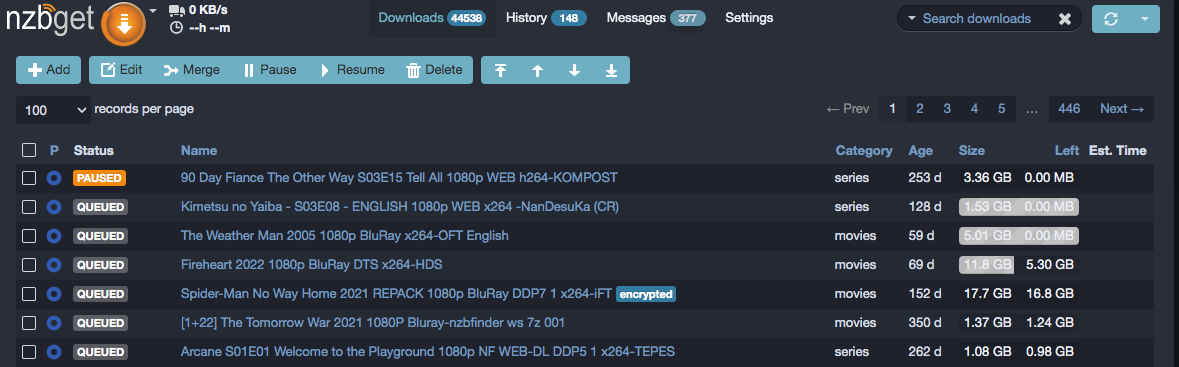 nzbget 0 KB/s --h --m Downloads 44538 History 148 Messages 377 Settings Search downloads
Add Edit Merge Pause Resume Delete
100 records per page ← Prev 1 2 3 4 5 ... 446 Next →
P Status Name Category Age Size Left Est. Time
PAUSED 90 Day Fiance The Other Way S03E15 Tell All 1080p WEB h264-KOMPOST series 253 d 3.36 GB 0.00 MB
QUEUED Kimetsu no Yaiba - S03E08 - ENGLISH 1080p WEB x264 -NanDesuKa (CR) series 128 d 1.53 GB 0.00 MB
QUEUED The Weather Man 2005 1080p BluRay x264-OFT English movies 59 d 5.01 GB 0.00 MB
QUEUED Fireheart 2022 1080p BluRay DTS x264-HDS movies 69 d 11.8 GB 5.30 GB
QUEUED Spider-Man No Way Home 2021 REPACK 1080p BluRay DDP7 1 x264-iFT encrypted movies 152 d 17.7 GB 16.8 GB
QUEUED [1+22] The Tomorrow War 2021 1080P Bluray-nzbfinder ws 7z 001 movies 350 d 1.37 GB 1.24 GB
QUEUED Arcane S01E01 Welcome to the Playground 1080p NF WEB-DL DDP5 1 x264-TEPES series 262 d 1.08 GB 0.98 GB